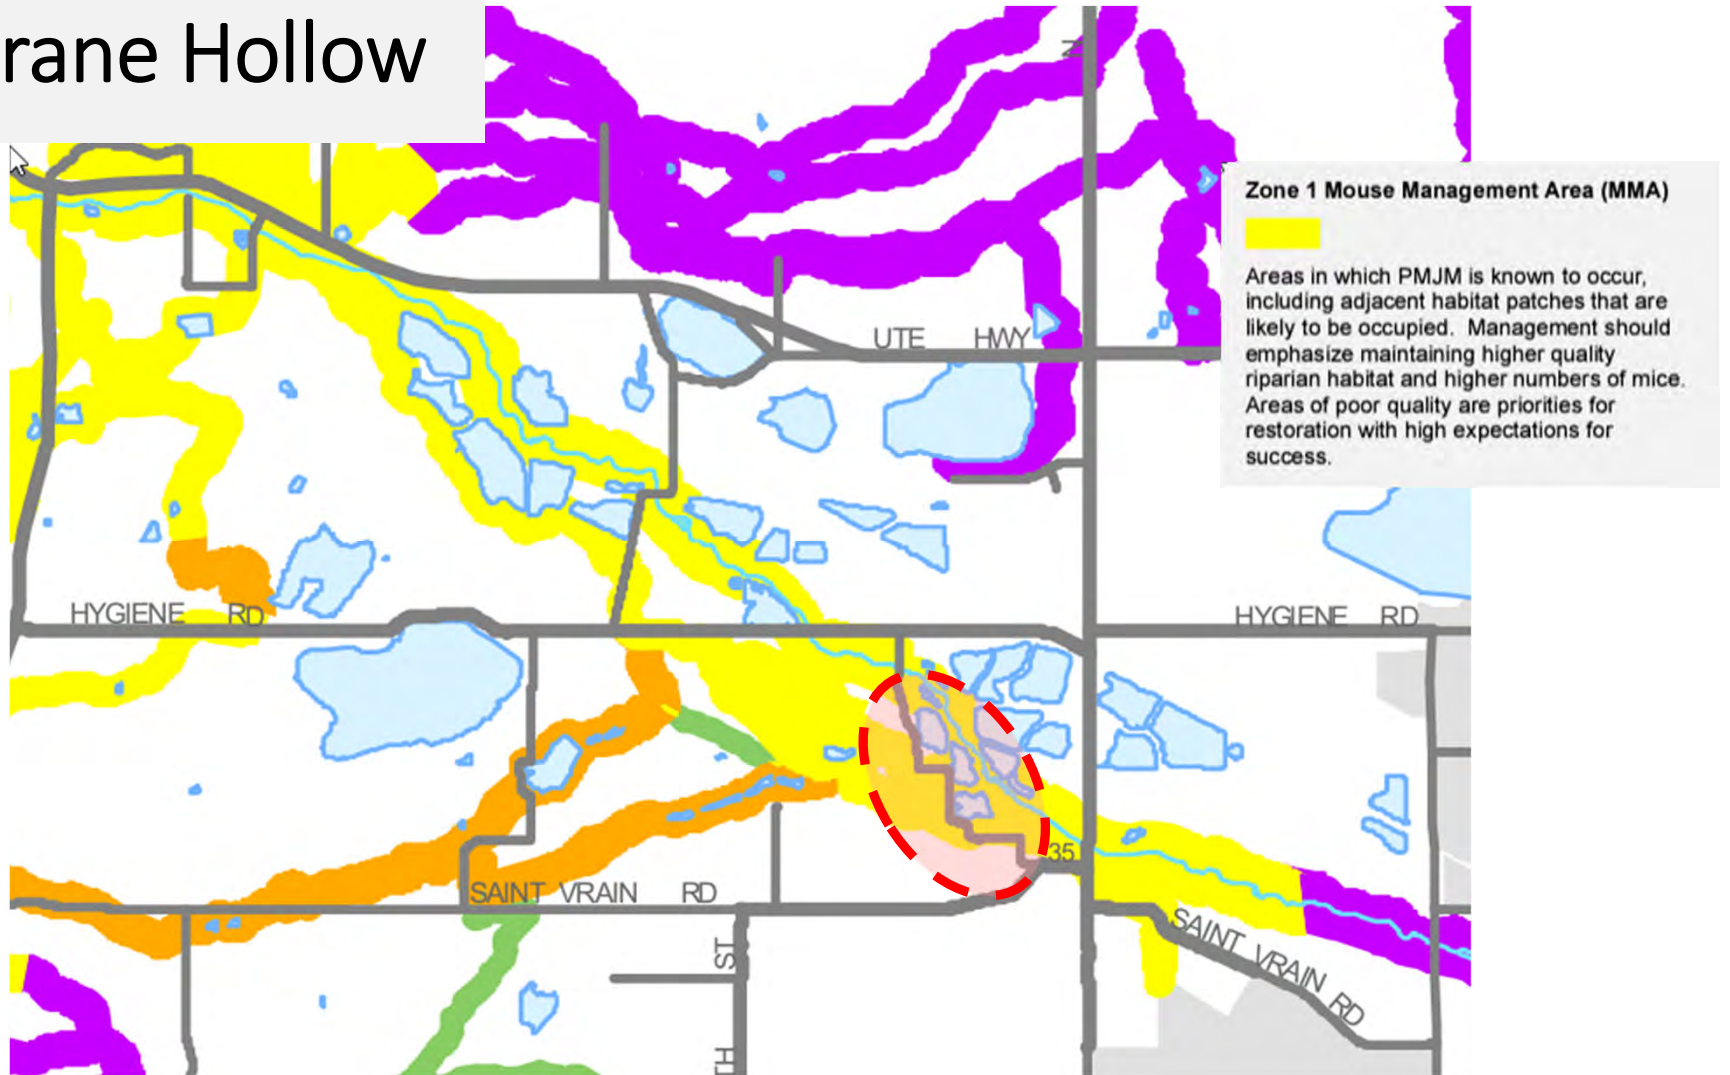 rane Hollow
N
Zone 1 Mouse Management Area (MMA)
Areas in which PMJM is known to occur,
including adjacent habitat patches that are
likely to be occupied. Management should
emphasize maintaining higher quality
riparian habitat and higher numbers of mice.
Areas of poor quality are priorities for
restoration with high expectations for
success.
UTE HWY
HYGIENE RD
HYGIENE RD
35
SAINT VRAIN RD
SAINT VRAIN RD
ST
TH